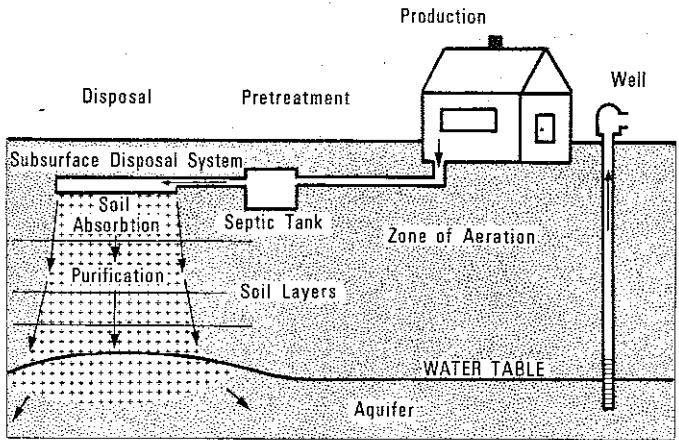 Production
Disposal
Pretreatment
Well
Subsurface Disposal System
Septic Tank
Soil
Absorbtion
Zone of Aeration
Purification
Soil Layers
WATER TABLE
Aquifer